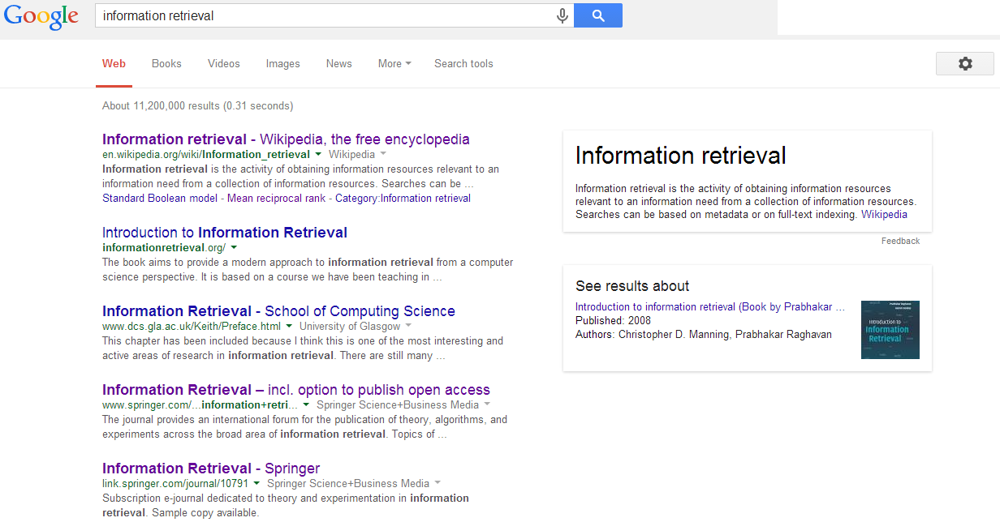 Google
information retrieval
Web Books Videos Images News More Search tools
About 11,200,000 results (0.31 seconds)
Information retrieval - Wikipedia, the free encyclopedia
en.wikipedia.org/wiki/Information_retrieval Wikipedia
Information retrieval is the activity of obtaining information resources relevant to an
information need from a collection of information resources. Searches can be ...
Standard Boolean model - Mean reciprocal rank - Category:Information retrieval
Introduction to Information Retrieval
informationretrieval.org/
The book aims to provide a modern approach to information retrieval from a computer
science perspective. It is based on a course we have been teaching in ...
Information Retrieval - School of Computing Science
www.dcs.gla.ac.uk/Keith/Preface.html University of Glasgow
This chapter has been included because I think this is one of the most interesting and
active areas of research in information retrieval. There are still many ...
Information Retrieval – incl. option to publish open access
www.springer.com/...information+retri... Springer Science+Business Media
The journal provides an international forum for the publication of theory, algorithms, and
experiments across the broad area of information retrieval. Topics of ...
Information Retrieval - Springer
link.springer.com/journal/10791 Springer Science+Business Media
Subscription e-journal dedicated to theory and experimentation in information
retrieval. Sample copy available.
Information retrieval
Information retrieval is the activity of obtaining information resources
relevant to an information need from a collection of information resources.
Searches can be based on metadata or on full-text indexing. Wikipedia
Feedback
See results about
Introduction to information retrieval (Book by Prabhakar ...
Published: 2008
Authors: Christopher D. Manning, Prabhakar Raghavan
Introduction to
Information
Retrieval